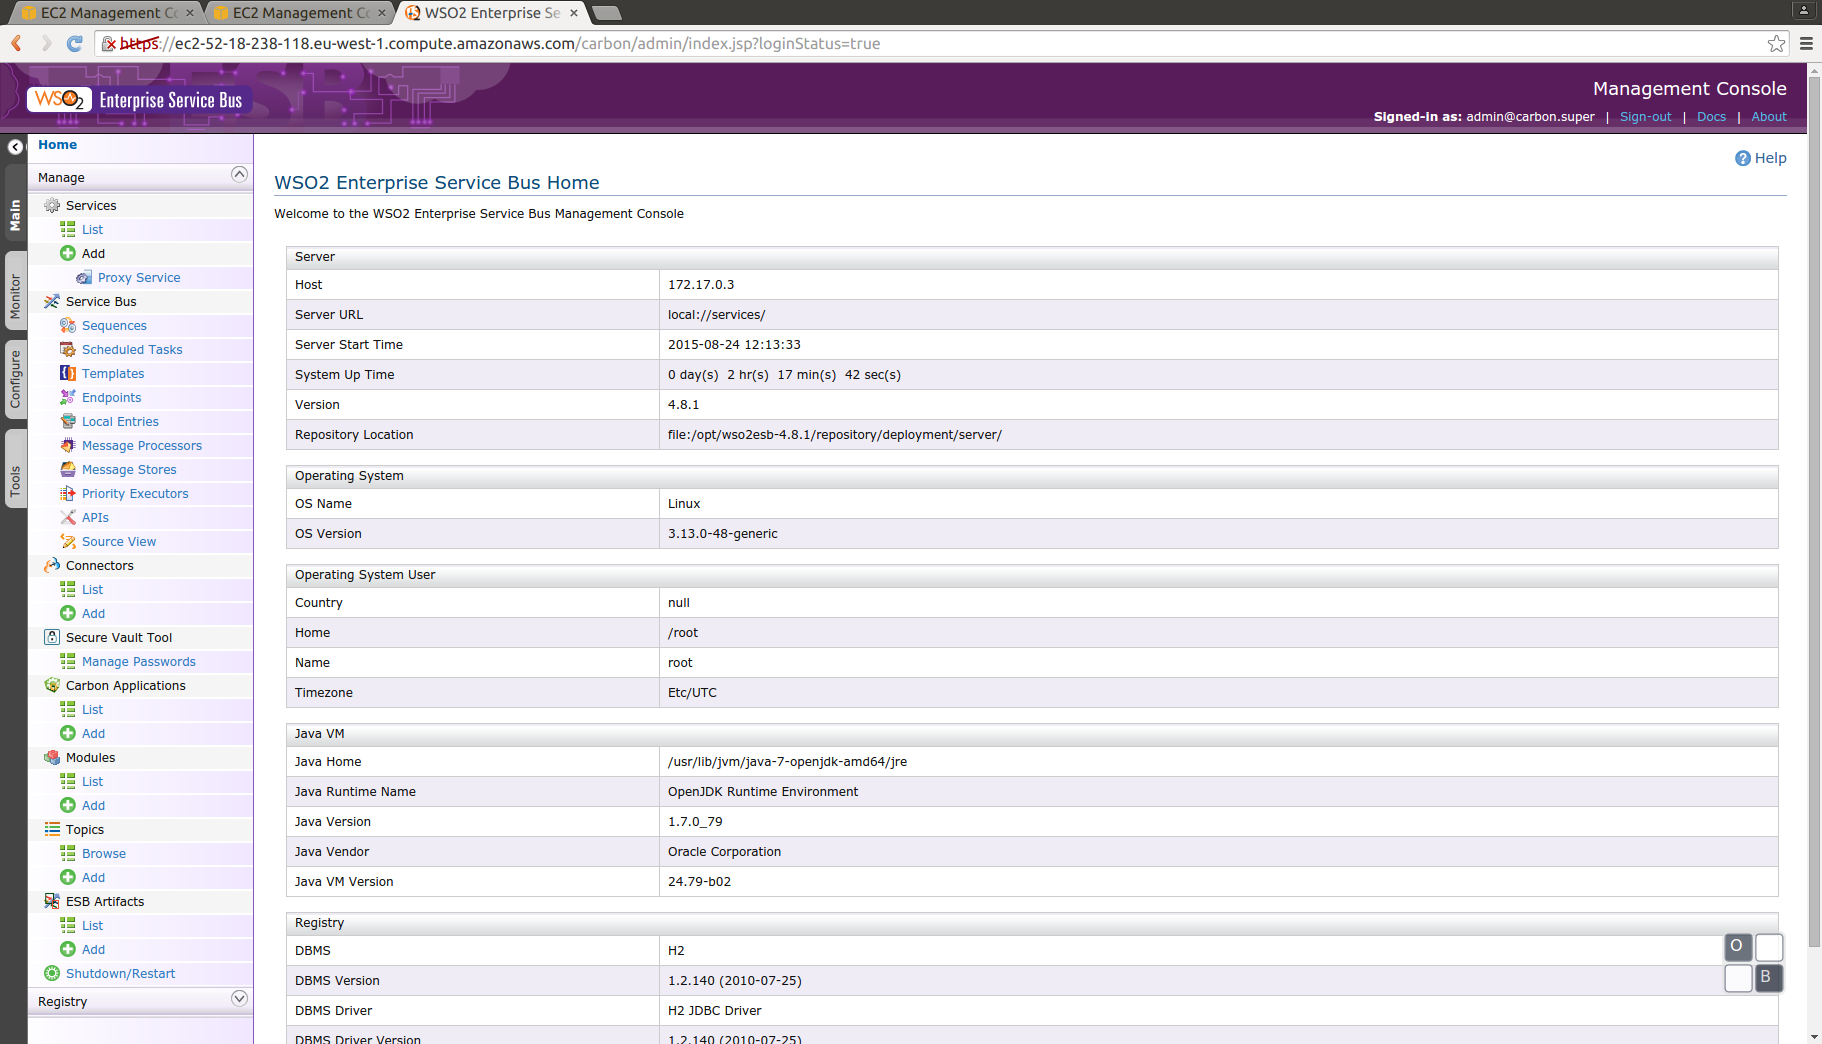 EC2 Management Co
EC2 Management Co
WSO2 Enterprise Se
https://ec2-52-18-238-118.eu-west-1.compute.amazonaws.com/carbon/admin/index.jsp?loginStatus=true
WSO2 Enterprise Service Bus
Management Console
Signed-in as: admin@carbon.super | Sign-out | Docs | About
Main
Monitor
Configure
Tools
Home
Manage
Services
List
Add
Proxy Service
Service Bus
Sequences
Scheduled Tasks
Templates
Endpoints
Local Entries
Message Processors
Message Stores
Priority Executors
APIs
Source View
Connectors
List
Add
Secure Vault Tool
Manage Passwords
Carbon Applications
List
Add
Modules
List
Add
Topics
Browse
Add
ESB Artifacts
List
Add
Shutdown/Restart
Registry
Help
WSO2 Enterprise Service Bus Home
Welcome to the WSO2 Enterprise Service Bus Management Console
Server
Host 172.17.0.3
Server URL local://services/
Server Start Time 2015-08-24 12:13:33
System Up Time 0 day(s) 2 hr(s) 17 min(s) 42 sec(s)
Version 4.8.1
Repository Location file:/opt/wso2esb-4.8.1/repository/deployment/server/
Operating System
OS Name Linux
OS Version 3.13.0-48-generic
Operating System User
Country null
Home /root
Name root
Timezone Etc/UTC
Java VM
Java Home /usr/lib/jvm/java-7-openjdk-amd64/jre
Java Runtime Name OpenJDK Runtime Environment
Java Version 1.7.0_79
Java Vendor Oracle Corporation
Java VM Version 24.79-b02
Registry
DBMS H2
DBMS Version 1.2.140 (2010-07-25)
DBMS Driver H2 JDBC Driver
DBMS Driver Version 1.2.140 (2010-07-25)
O
B